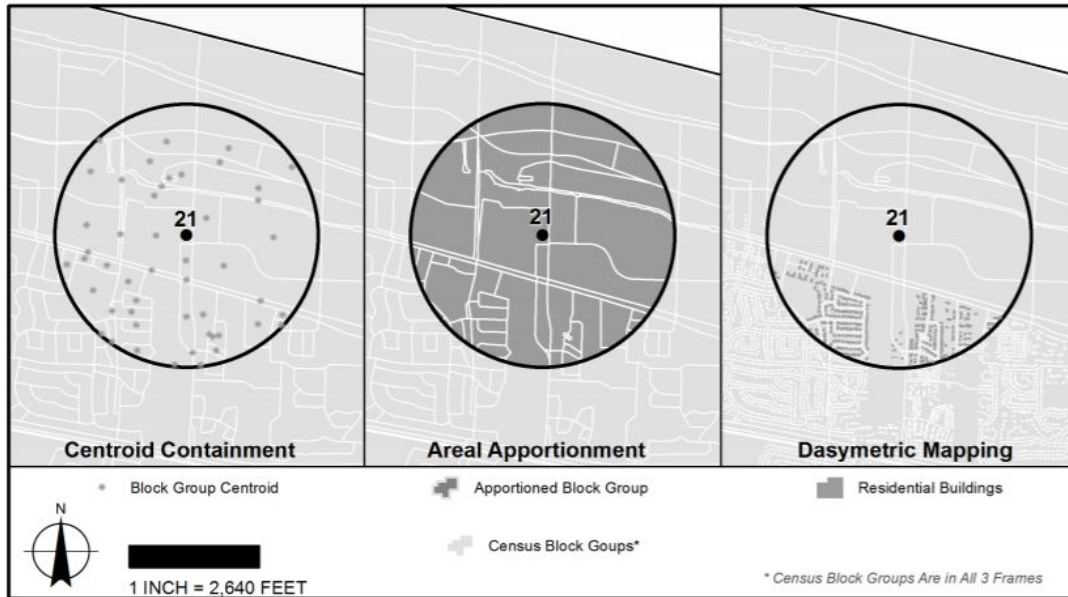 21
21
21
Centroid Containment
Areal Apportionment
Dasymetric Mapping
Block Group Centroid
Apportioned Block Group
Residential Buildings
N
Census Block Goups*
1 INCH = 2,640 FEET
* Census Block Groups Are in All 3 Frames